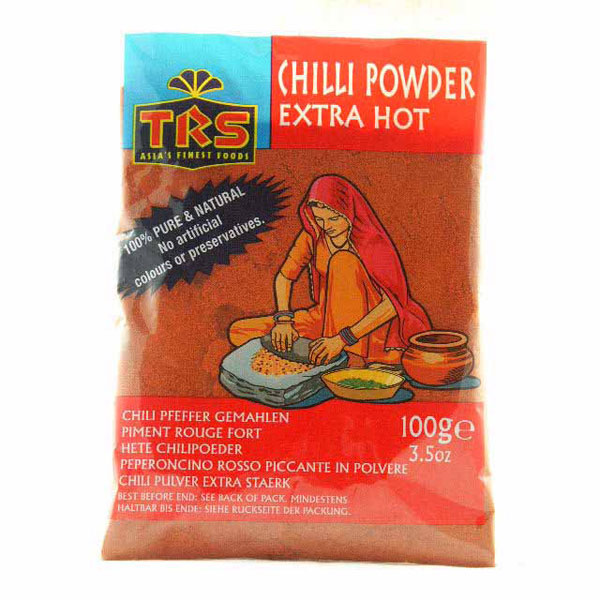 CHILLI POWDER
EXTRA HOT
TRS
ASIA'S FINEST FOODS
100% PURE & NATURAL
No artificial
colours or preservatives.
CHILI PFEFFER GEMAHLEN
PIMENT ROUGE FORT
HETE CHILIPOEDER
PEPERONCINO ROSSO PICCANTE IN POLVERE
CHILI PULVER EXTRA STAERK
100g℮
3.5oz
BEST BEFORE END: SEE BACK OF PACK. MINDESTENS
HALTBAR BIS ENDE: SIEHE RUCKSEITE DER PACKUNG.